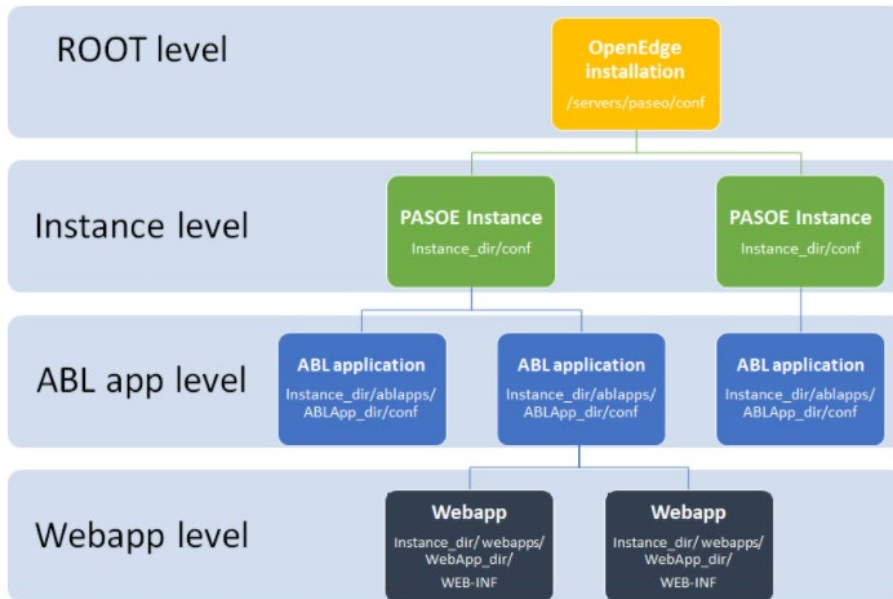 ROOT level
OpenEdge
installation
/servers/paseo/conf
Instance level
PASOE Instance
Instance_dir/conf
PASOE Instance
Instance_dir/conf
ABL app level
ABL application
Instance_dir/ablapps/
ABLApp_dir/conf
ABL application
Instance_dir/ablapps/
ABLApp_dir/conf
ABL application
Instance_dir/ablapps/
ABLApp_dir/conf
Webapp level
Webapp
Instance_dir/ webapps/
WebApp_dir/
WEB-INF
Webapp
Instance_dir/ webapps/
WebApp_dir/
WEB-INF